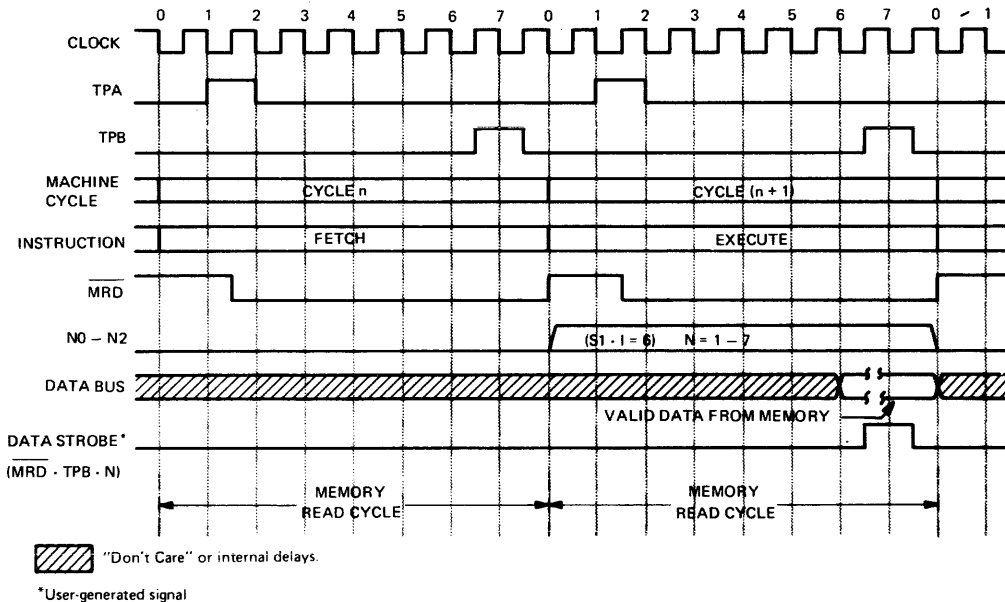 0 1 2 3 4 5 6 7 0 1 2 3 4 5 6 7 0 1
CLOCK
TPA
TPB
MACHINE
CYCLE
CYCLE n
CYCLE (n + 1)
INSTRUCTION
FETCH
EXECUTE
MRD
N0 – N2
(S1 · I = 6) N = 1 – 7
DATA BUS
VALID DATA FROM MEMORY
DATA STROBE*
(MRD · TPB · N)
MEMORY
READ CYCLE
MEMORY
READ CYCLE
"Don't Care" or internal delays.
*User-generated signal